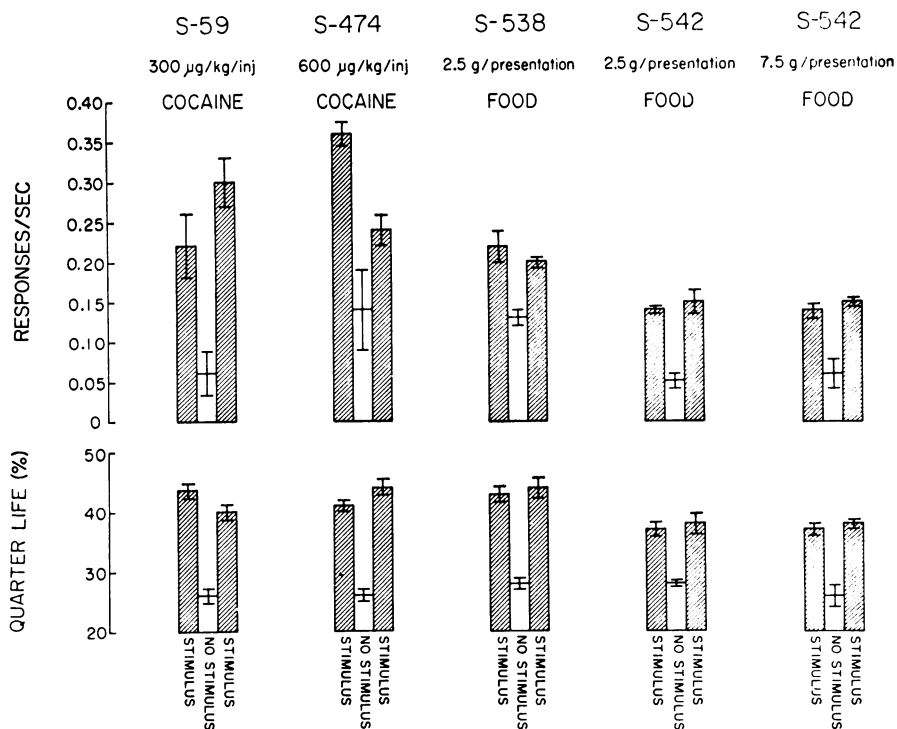 S-59 S-474 S-538 S-542 S-542
300 µg/kg/inj 600 µg/kg/inj 2.5 g/presentation 2.5 g/presentation 7.5 g/presentation
COCAINE COCAINE FOOD FOOD FOOD
RESPONSES/SEC
0.40
0.35
0.30
0.25
0.20
0.15
0.10
0.05
0
QUARTER LIFE (%)
50
40
30
20
STIMULUS
NO STIMULUS
STIMULUS
STIMULUS
NO STIMULUS
STIMULUS
STIMULUS
NO STIMULUS
STIMULUS
STIMULUS
NO STIMULUS
STIMULUS
STIMULUS
NO STIMULUS
STIMULUS